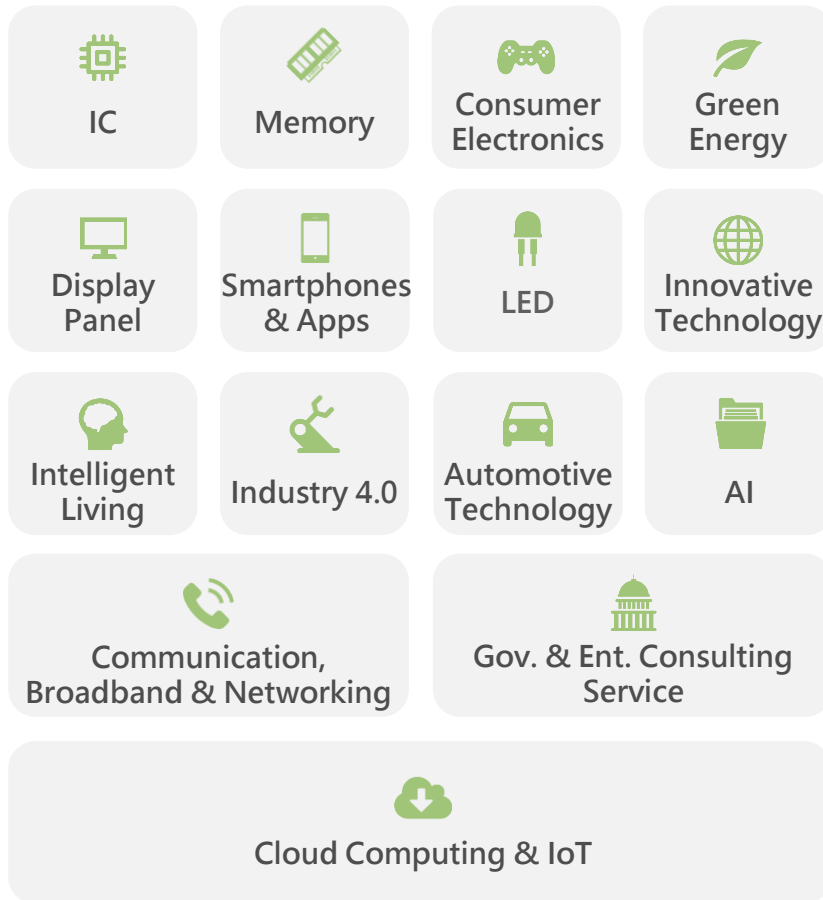 IC
Memory
Consumer
Electronics
Green
Energy
Display
Panel
Smartphones
& Apps
LED
Innovative
Technology
Intelligent
Living
Industry 4.0
Automotive
Technology
AI
Communication,
Broadband & Networking
Gov. & Ent. Consulting
Service
Cloud Computing & IoT